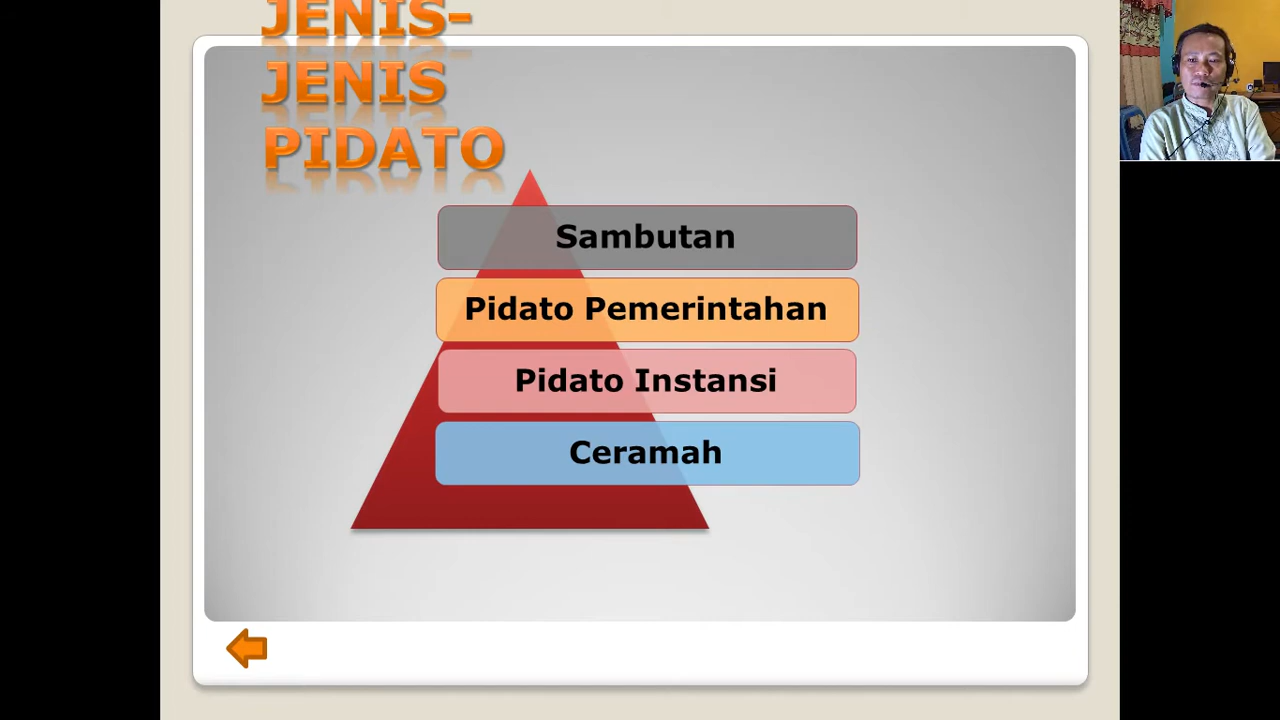 JENIS-
JENIS
PIDATO
Sambutan
Pidato Pemerintahan
Pidato Instansi
Ceramah